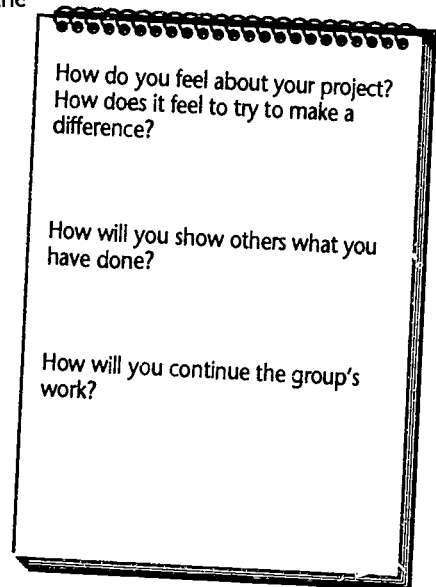 How do you feel about your project?
How does it feel to try to make a
difference?
How will you show others what you
have done?
How will you continue the group's
work?